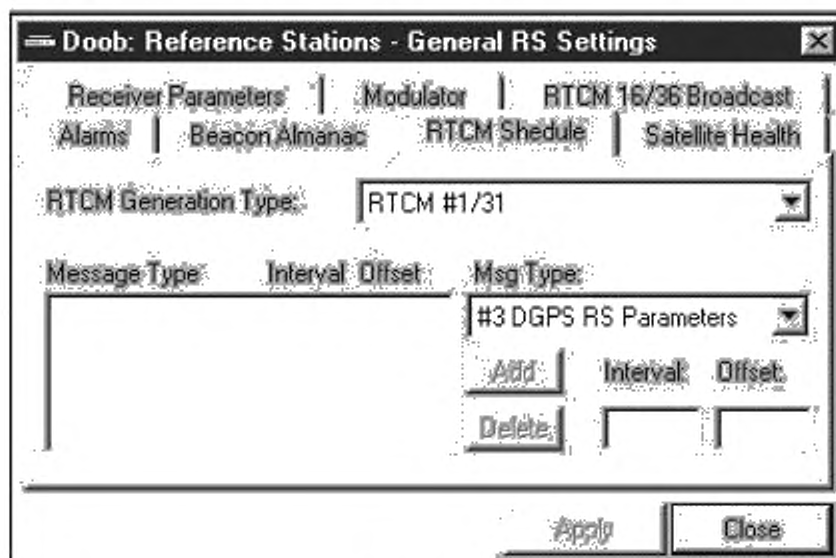 Doob: Reference Stations - General RS Settings
Receiver Parameters Modulator RTCM 16/36 Broadcast
Alarms Beacon Almanac RTCM Shedule Satellite Health
RTCM Generation Type: RTCM #1/31
Message Type Interval Offset Msg Type:
#3 DGPS RS Parameters
Add Interval: Offset:
Delete
Apply Close